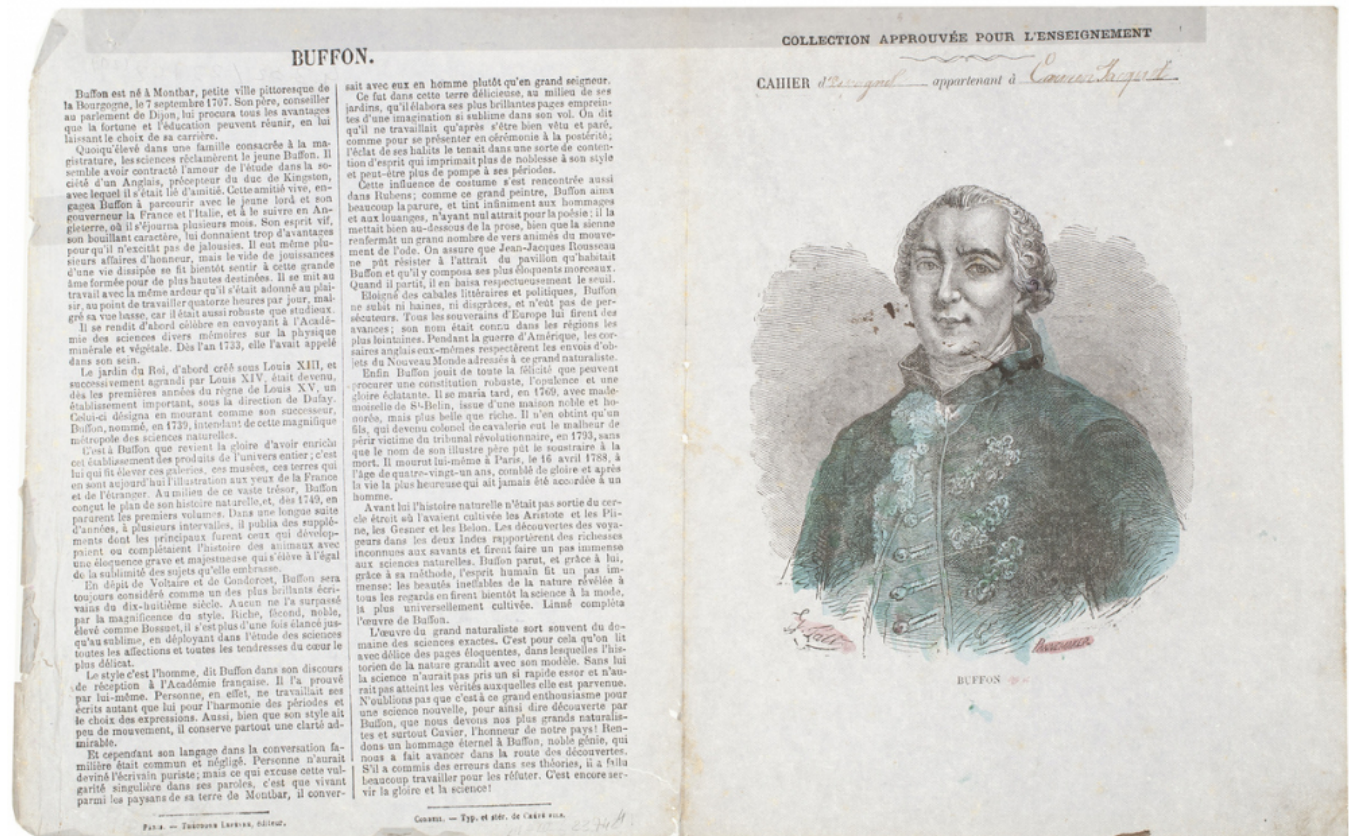 BUFFON.
Buffon est né à Montbar, petite ville pittoresque de
la Bourgogne, le 7 septembre 1707. Son père, conseiller
au parlement de Dijon, lui procura tous les avantages
que la fortune et l'éducation peuvent réunir, en lui
laissant le choix de sa carrière.
Quoiqu'élevé dans une famille consacrée à la ma-
gistrature, les sciences réclamèrent le jeune Buffon. Il
semble avoir contracté l'amour de l'étude dans la so-
ciété d'un Anglais, précepteur du duc de Kingston,
avec lequel il s'était lié d'amitié. Cette amitié vive, en-
gagea Buffon à parcourir avec le jeune lord et son
gouverneur la France et l'Italie, et à le suivre en An-
gleterre, où il séjourna plusieurs mois. Son esprit vif,
son bouillant caractère, lui donnaient trop d'avantages
pour qu'il n'excitât pas de jalousies. Il eut même plu-
sieurs affaires d'honneur, mais le vide de jouissances
d'une vie dissipée se fit bientôt sentir à cette grande
âme formée pour de plus hautes destinées. Il se mit au
travail avec la même ardeur qu'il s'était adonné au plai-
sir, au point de travailler quatorze heures par jour, mal-
gré sa vue basse, car il était aussi robuste que studieux.
Il se rendit d'abord célèbre en envoyant à l'Acadé-
mie des sciences divers mémoires sur la physique
minérale et végétale. Dès l'an 1733, elle l'avait appelé
dans son sein.
Le jardin du Roi, d'abord créé sous Louis XIII, et
successivement agrandi par Louis XIV, était devenu,
dès les premières années du règne de Louis XV, un
établissement important, sous la direction de Dufay.
Celui-ci désigna en mourant comme son successeur,
Buffon, nommé, en 1739, intendant de cette magnifique
métropole des sciences naturelles.
C'est à Buffon que revient la gloire d'avoir enrichi
cet établissement des produits de l'univers entier; c'est
lui qui fit élever ces galeries, ces musées, ces terres qui
en sont aujourd'hui l'illustration aux yeux de la France
et de l'étranger. Au milieu de ce vaste trésor, Buffon
conçut le plan de son histoire naturelle, et, dès 1749, en
parurent les premiers volumes. Dans une longue suite
d'années, à plusieurs intervalles, il publia des supplé-
ments dont les principaux furent ceux qui dévelop-
paient ou complétaient l'histoire des animaux avec
une éloquence grave et majestueuse qui s'élève à l'égal
de la sublimité des sujets qu'elle embrasse.
En dépit de Voltaire et de Condorcet, Buffon sera
toujours considéré comme un des plus brillants écri-
vains du dix-huitième siècle. Aucun ne l'a surpassé
par la magnificence du style. Riche, fécond, noble,
élevé comme Bossuet, il s'est plus d'une fois élancé jus-
qu'au sublime, en déployant dans l'étude des sciences
toutes les affections et toutes les tendresses du cœur le
plus délicat.
Le style c'est l'homme, dit Buffon dans son discours
de réception à l'Académie française. Il l'a prouvé
par lui-même. Personne, en effet, ne travaillait ses
écrits autant que lui pour l'harmonie des périodes et
le choix des expressions. Aussi, bien que son style ait
peu de mouvement, il conserve partout une clarté ad-
mirable.
Et cependant son langage dans la conversation fa-
milière était commun et négligé. Personne n'aurait
deviné l'écrivain puriste; mais ce qui excuse cette vul-
garité singulière dans ses paroles, c'est que vivant
parmi les paysans de sa terre de Montbar, il conver-
sait avec eux en homme plutôt qu'en grand seigneur.
Ce fut dans cette terre délicieuse, au milieu de ses
jardins, qu'il élabora ses plus brillantes pages emprein-
tes d'une imagination si sublime dans son vol. On dit
qu'il ne travaillait qu'après s'être bien vêtu et paré,
comme pour se présenter en cérémonie à la postérité;
l'éclat de ses habits le tenait dans une sorte de conten-
tion d'esprit qui imprimait plus de noblesse à son style
et peut-être plus de pompe à ses périodes.
Cette influence de costume s'est rencontrée aussi
dans Rubens; comme ce grand peintre, Buffon aima
beaucoup la parure, et tint infiniment aux hommages
et aux louanges, n'ayant nul attrait pour la poésie: il la
mettait bien au-dessous de la prose, bien que la sienne
renfermât un grand nombre de vers animés du mouve-
ment de l'ode. On assure que Jean-Jacques Rousseau
ne pût résister à l'attrait du pavillon qu'habitait
Buffon et qu'il y composa ses plus éloquents morceaux.
Quand il partit, il en baisa respectueusement le seuil.
Eloigné des cabales littéraires et politiques, Buffon
ne subit ni haines, ni disgrâces, et n'eût pas de per-
sécuteurs. Tous les souverains d'Europe lui firent des
avances; son nom était connu dans les régions les
plus lointaines. Pendant la guerre d'Amérique, les cor-
saires anglais eux-mêmes respectèrent les envois d'ob-
jets du Nouveau Monde adressés à ce grand naturaliste.
Enfin Buffon jouit de toute la félicité que peuvent
procurer une constitution robuste, l'opulence et une
gloire éclatante. Il se maria tard, en 1769, avec made-
moiselle de St-Belin, issue d'une maison noble et ho-
norée, mais plus belle que riche. Il n'en obtint qu'un
fils, qui devenu colonel de cavalerie eut le malheur de
périr victime du tribunal révolutionnaire, en 1793, sans
que le nom de son illustre père pût le soustraire à la
mort. Il mourut lui-même à Paris, le 16 avril 1788, à
l'âge de quatre-vingt-un ans, comblé de gloire et après
la vie la plus heureuse qui ait jamais été accordée à un
homme.
Avant lui l'histoire naturelle n'était pas sortie du cer-
cle étroit où l'avaient cultivée les Aristote et les Pli-
ne, les Gesner et les Belon. Les découvertes des voya-
geurs dans les deux Indes rapportèrent des richesses
inconnues aux savants et firent faire un pas immense
aux sciences naturelles. Buffon parut, et grâce à lui,
grâce à sa méthode, l'esprit humain fit un pas im-
mense: les beautés ineffables de la nature révélée à
tous les regards en firent bientôt la science à la mode,
la plus universellement cultivée. Linné compléta
l'œuvre de Buffon.
L'œuvre du grand naturaliste sort souvent du do-
maine des sciences exactes. C'est pour cela qu'on lit
avec délice des pages éloquentes, dans lesquelles l'his-
torien de la nature grandit avec son modèle. Sans lui
la science n'aurait pas pris un si rapide essor et n'au-
rait pas atteint les vérités auxquelles elle est parvenue.
N'oublions pas que c'est à ce grand enthousiasme pour
une science nouvelle, pour ainsi dire découverte par
Buffon, que nous devons nos plus grands naturalis-
tes et surtout Cuvier, l'honneur de notre pays! Ren-
dons un hommage éternel à Buffon, noble génie, qui
nous a fait avancer dans la route des découvertes.
S'il a commis des erreurs dans ses théories, il a fallu
beaucoup travailler pour les réfuter. C'est encore ser-
vir la gloire et la science!
PARIS. — THÉODORE LEFÈVRE, éditeur.
CORBEIL. — Typ. et stér. de CRÉTÉ FILS.
COLLECTION APPROUVÉE POUR L'ENSEIGNEMENT
CAHIER d'Espagnol appartenant à Jacquot
BUFFON